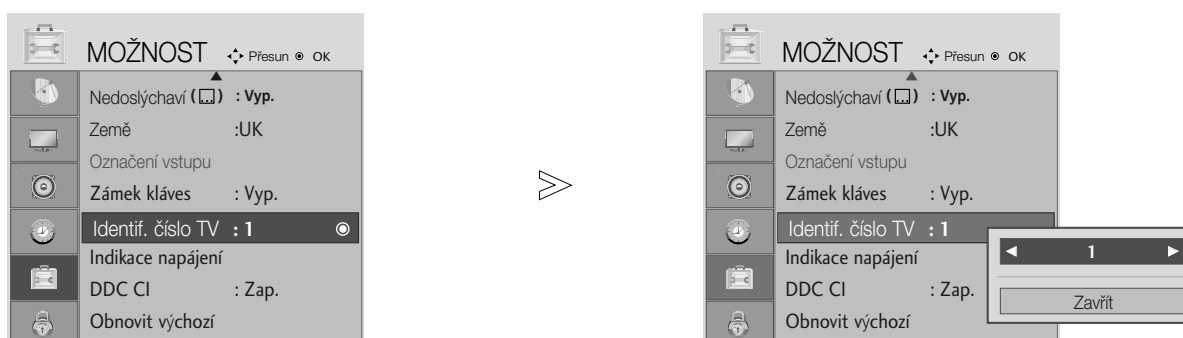 MOŽNOST Přesun OK
Nedoslýchaví ( ) : Vyp.
Země :UK
Označení vstupu
Zámek kláves : Vyp.
Identif. číslo TV : 1
Indikace napájení
DDC CI : Zap.
Obnovit výchozí
MOŽNOST Přesun OK
Nedoslýchaví ( ) : Vyp.
Země :UK
Označení vstupu
Zámek kláves : Vyp.
Identif. číslo TV : 1
Indikace napájení
DDC CI : Zap.
Obnovit výchozí
◄ 1 ►
Zavřít